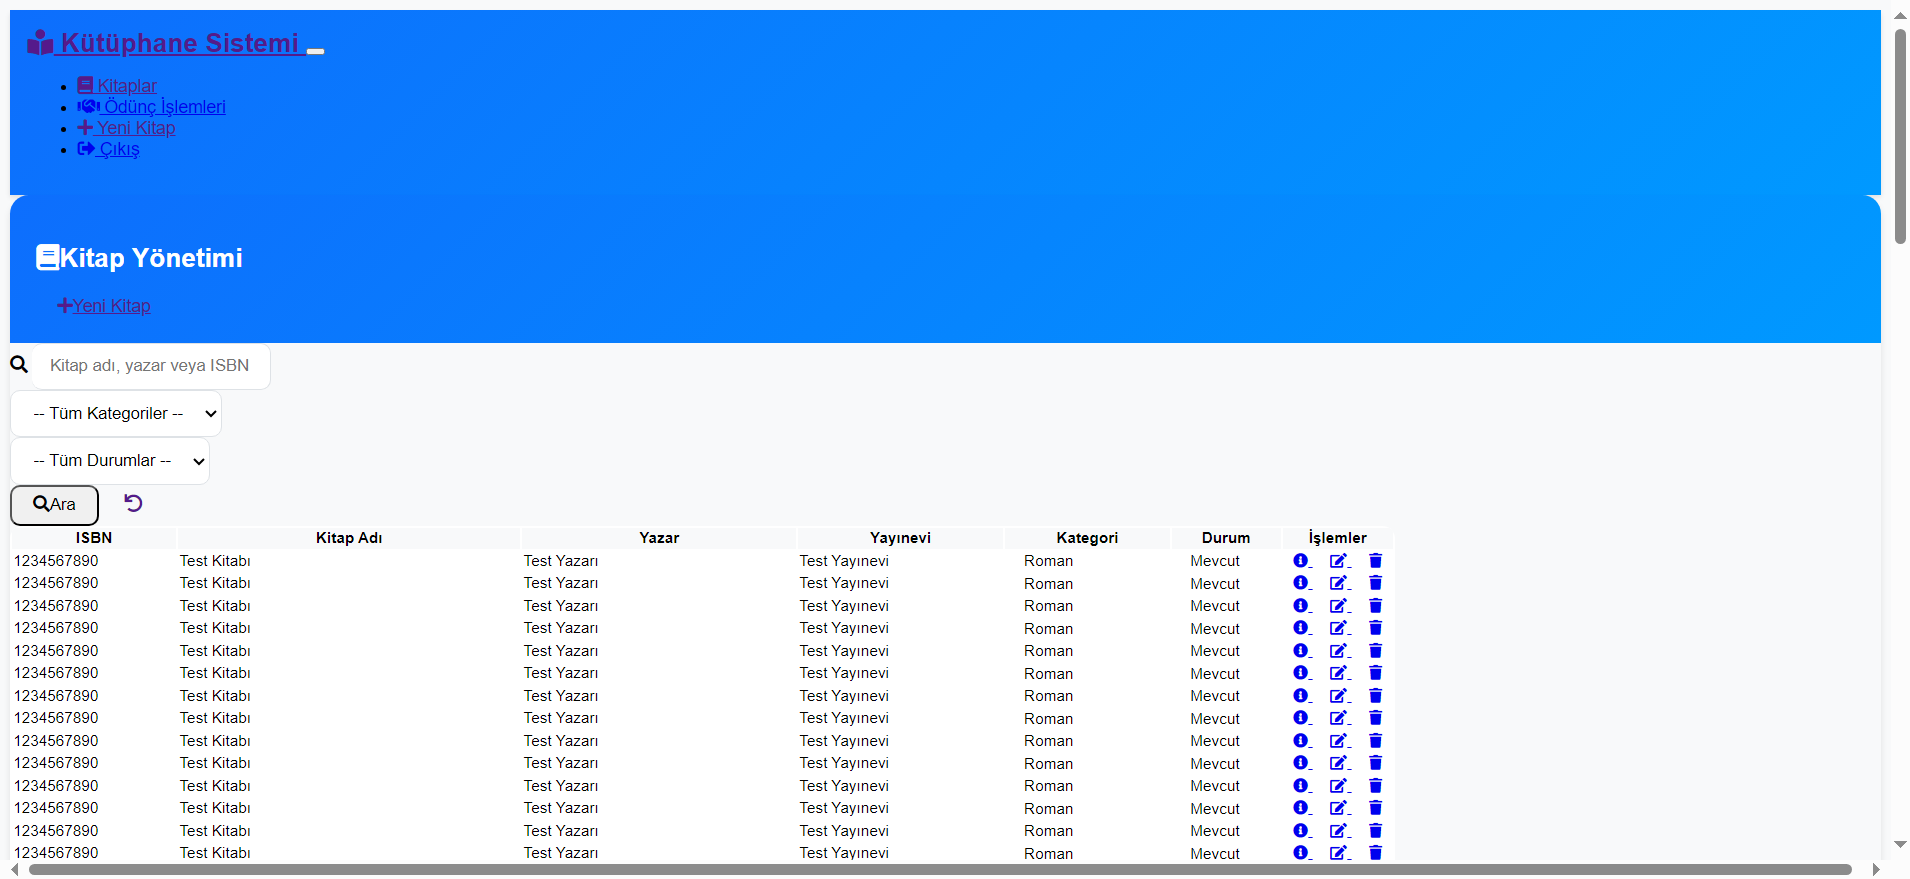 Kütüphane Sistemi
Kitaplar
Ödünç İşlemleri
Yeni Kitap
Çıkış
Kitap Yönetimi
Yeni Kitap
Kitap adı, yazar veya ISBN
-- Tüm Kategoriler --
-- Tüm Durumlar --
Ara
ISBN Kitap Adı Yazar Yayınevi Kategori Durum İşlemler
1234567890 Test Kitabı Test Yazarı Test Yayınevi Roman Mevcut
1234567890 Test Kitabı Test Yazarı Test Yayınevi Roman Mevcut
1234567890 Test Kitabı Test Yazarı Test Yayınevi Roman Mevcut
1234567890 Test Kitabı Test Yazarı Test Yayınevi Roman Mevcut
1234567890 Test Kitabı Test Yazarı Test Yayınevi Roman Mevcut
1234567890 Test Kitabı Test Yazarı Test Yayınevi Roman Mevcut
1234567890 Test Kitabı Test Yazarı Test Yayınevi Roman Mevcut
1234567890 Test Kitabı Test Yazarı Test Yayınevi Roman Mevcut
1234567890 Test Kitabı Test Yazarı Test Yayınevi Roman Mevcut
1234567890 Test Kitabı Test Yazarı Test Yayınevi Roman Mevcut
1234567890 Test Kitabı Test Yazarı Test Yayınevi Roman Mevcut
1234567890 Test Kitabı Test Yazarı Test Yayınevi Roman Mevcut
1234567890 Test Kitabı Test Yazarı Test Yayınevi Roman Mevcut
1234567890 Test Kitabı Test Yazarı Test Yayınevi Roman Mevcut